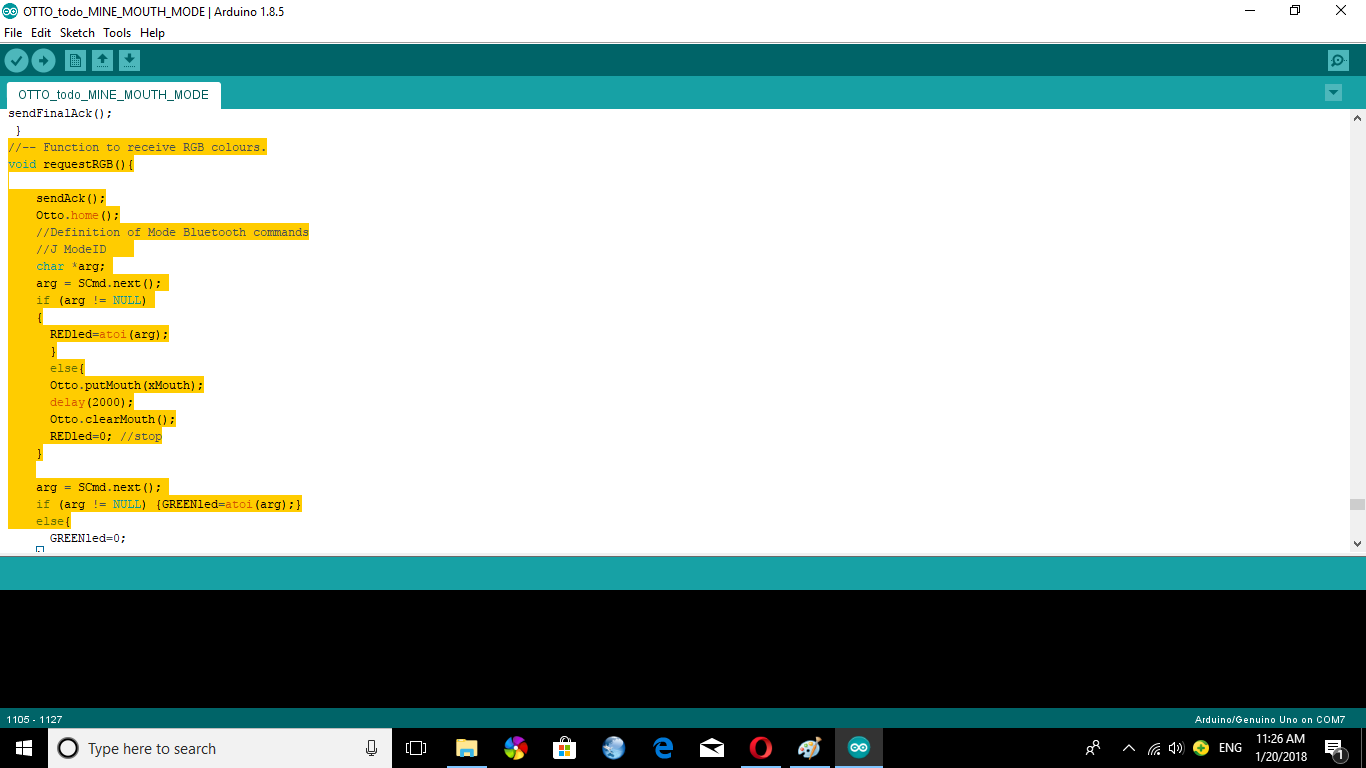 OTTO_todo_MINE_MOUTH_MODE | Arduino 1.8.5
File Edit Sketch Tools Help
OTTO_todo_MINE_MOUTH_MODE
sendFinalAck();
}
//-- Function to receive RGB colours.
void requestRGB(){
sendAck();
Otto.home();
//Definition of Mode Bluetooth commands
//J ModeID
char *arg;
arg = SCmd.next();
if (arg != NULL)
{
REDled=atoi(arg);
}
else{
Otto.putMouth(xMouth);
delay(2000);
Otto.clearMouth();
REDled=0; //stop
}
arg = SCmd.next();
if (arg != NULL) {GREENled=atoi(arg);}
else{
GREENled=0;
1105 - 1127
Arduino/Genuino Uno on COM7
Type here to search
ENG
11:26 AM
1/20/2018
1